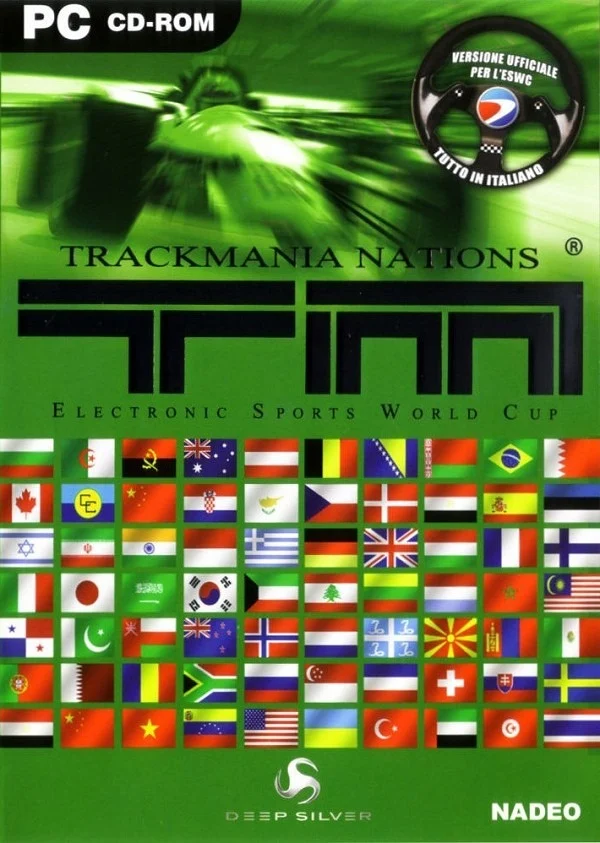 PC CD-ROM
VERSIONE UFFICIALE
PER L'ESWC
TUTTO IN ITALIANO
TRACKMANIA NATIONS ®
TM
ELECTRONIC SPORTS WORLD CUP
DEEP SILVER
NADEO